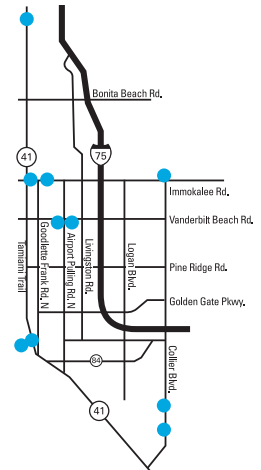 Bonita Beach Rd.
41
75
Immokalee Rd.
Vanderbilt Beach Rd.
Tamiami Trail
Goodlette Frank Rd. N
Airport Pulling Rd. N
Livingston Rd.
Logan Blvd.
Pine Ridge Rd.
Golden Gate Pkwy.
Collier Blvd.
84
41